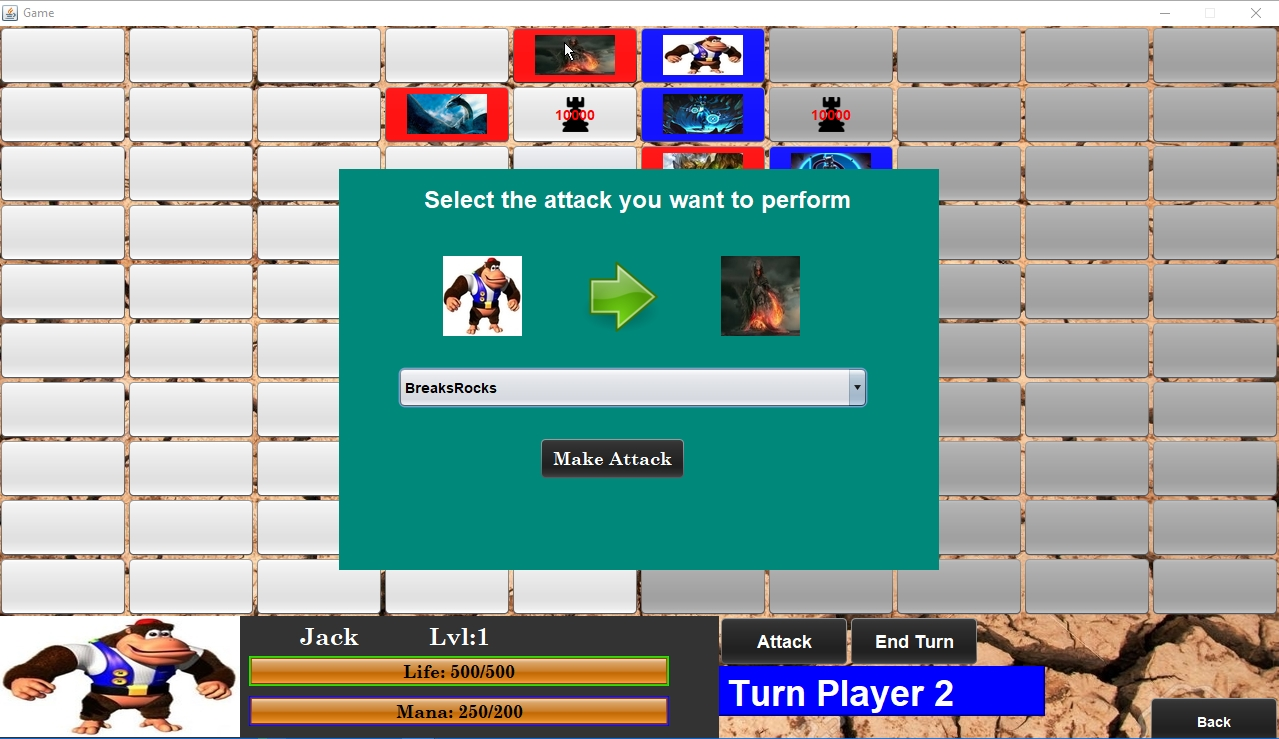 Game
10000
10000
Select the attack you want to perform
BreaksRocks
Make Attack
Jack Lvl:1
Life: 500/500
Mana: 250/200
Attack End Turn
Turn Player 2
Back